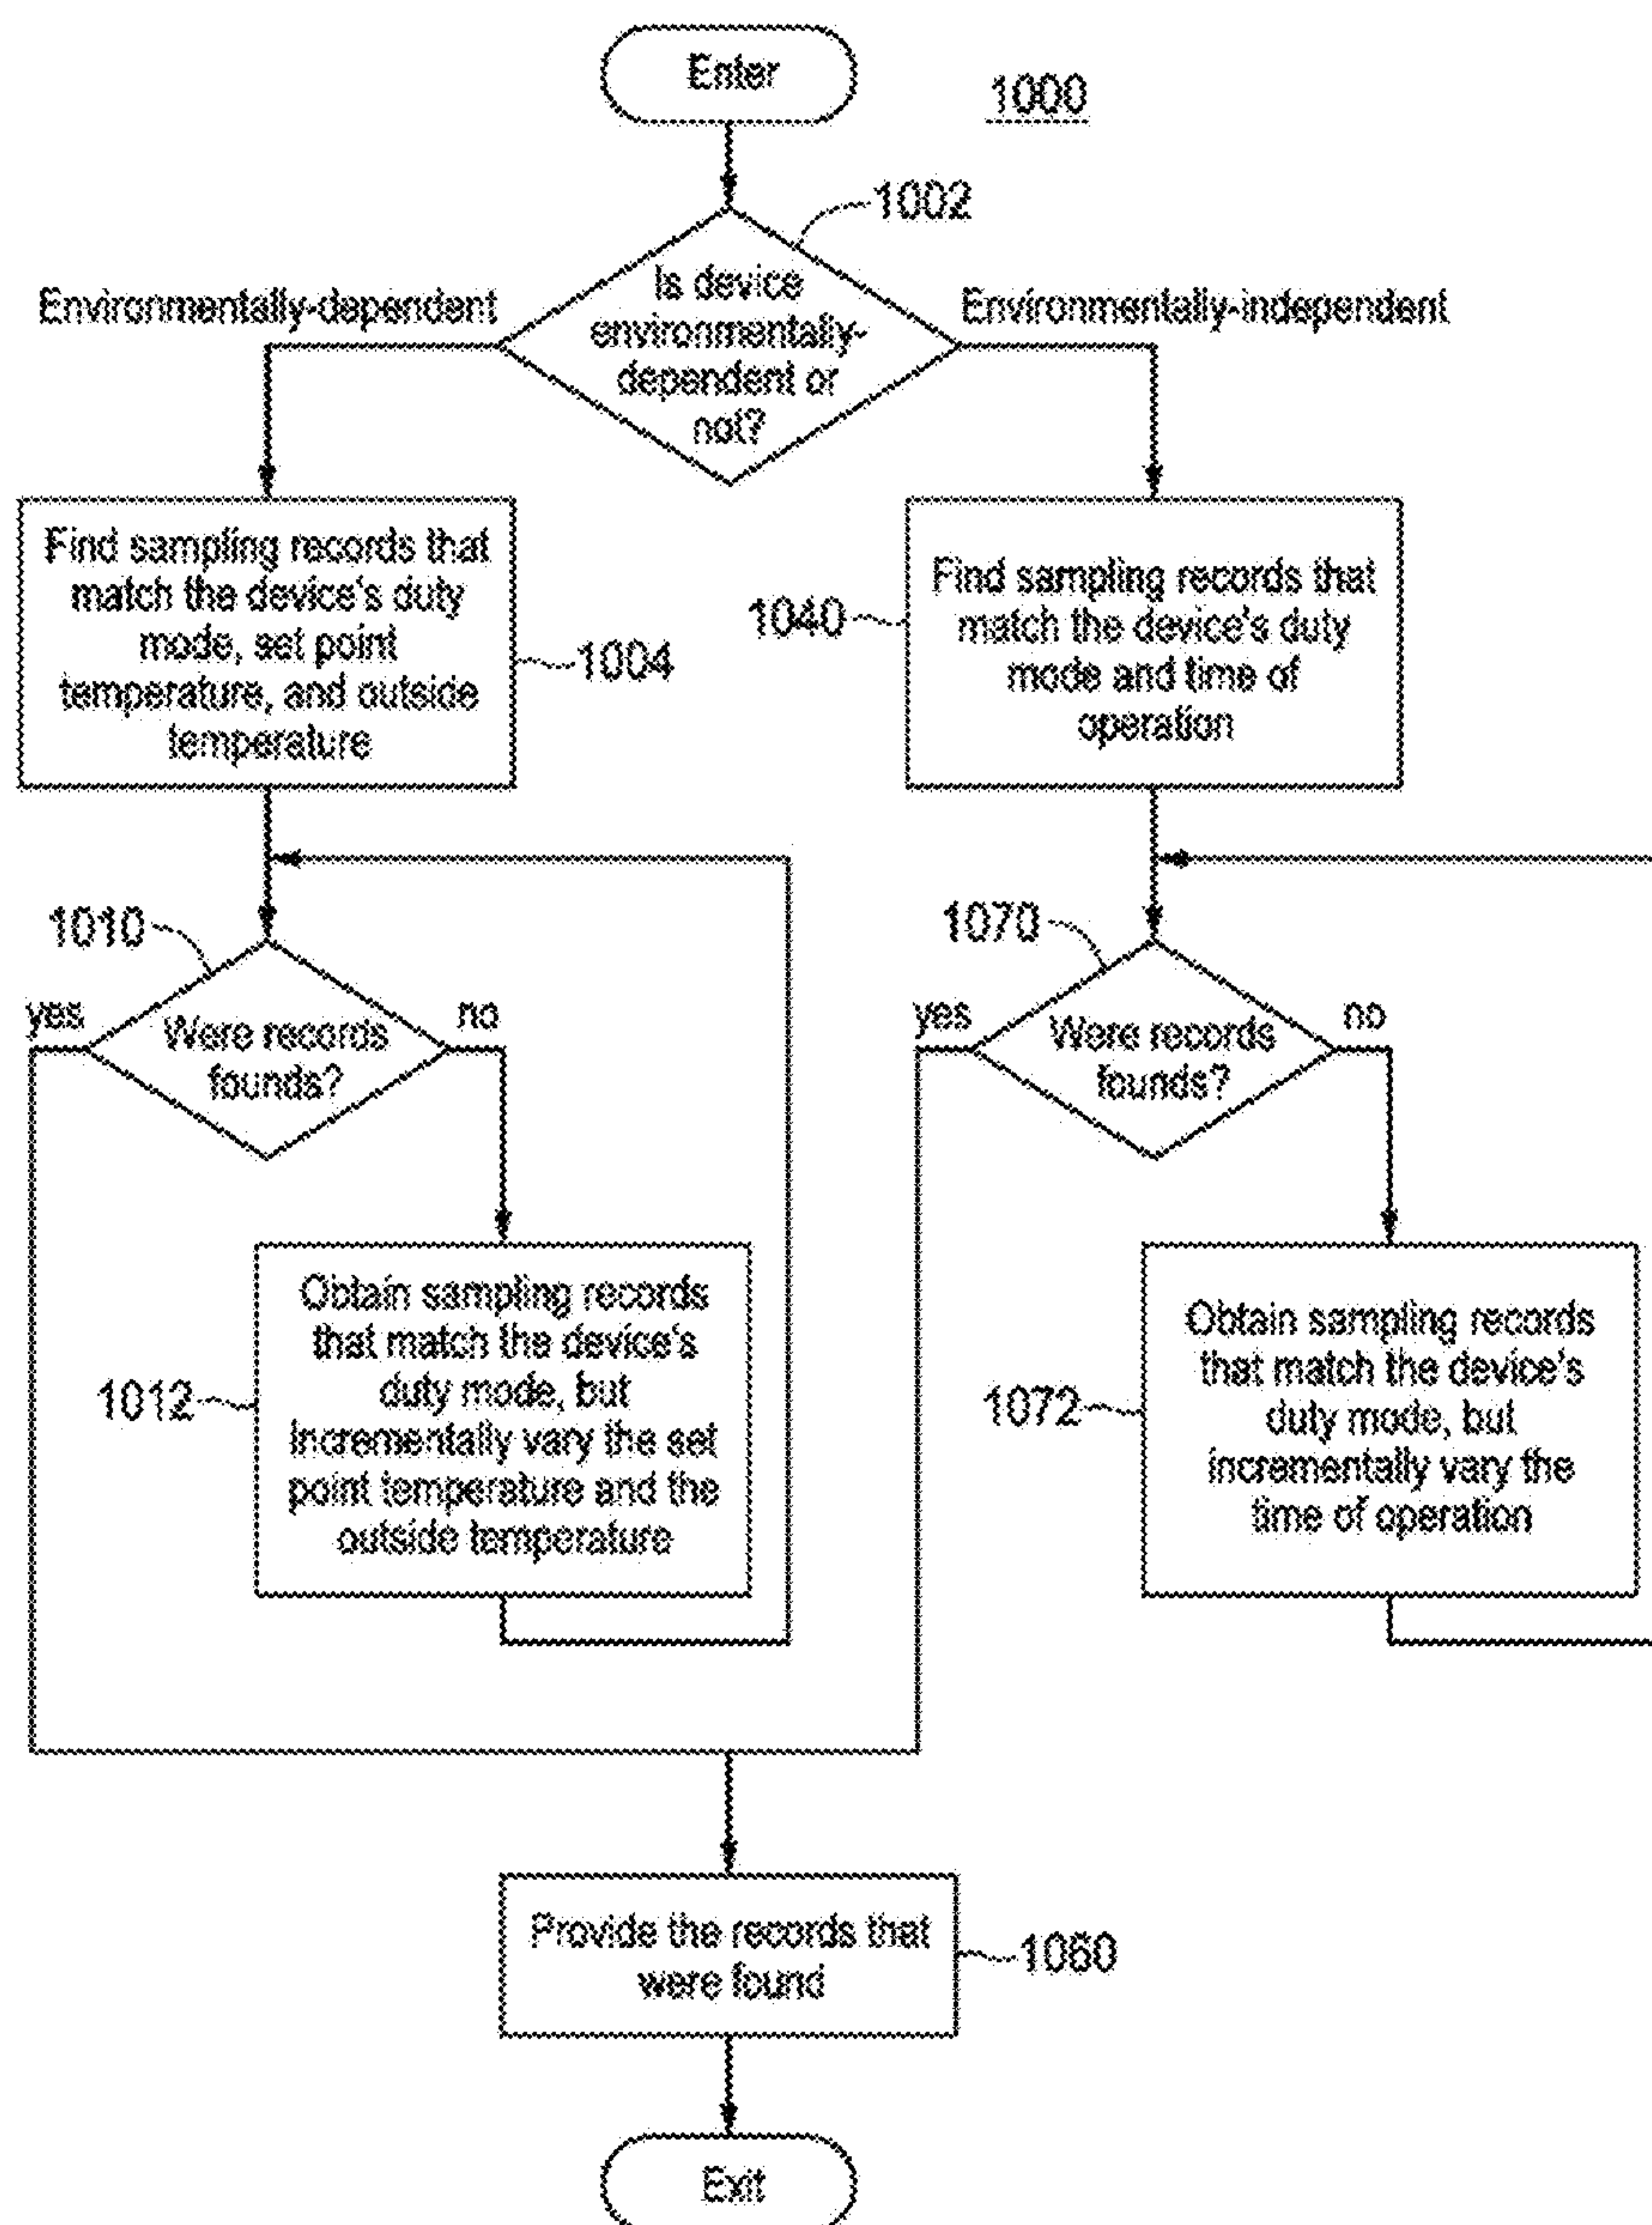 Enter
1000
1002
Is device
environmentally-
dependent or
not?
Environmentally-dependent
Environmentally-independent
Find sampling records that
match the device's duty
mode, set point
temperature, and outside
temperature
1004
1040
Find sampling records that
match the device's duty
mode and time of
operation
1010
yes
Were records
founds?
no
1070
yes
Were records
founds?
no
1012
Obtain sampling records
that match the device's
duty mode, but
incrementally vary the set
point temperature and the
outside temperature
1072
Obtain sampling records
that match the device's
duty mode, but
incrementally vary the
time of operation
Provide the records that
were found
1060
Exit